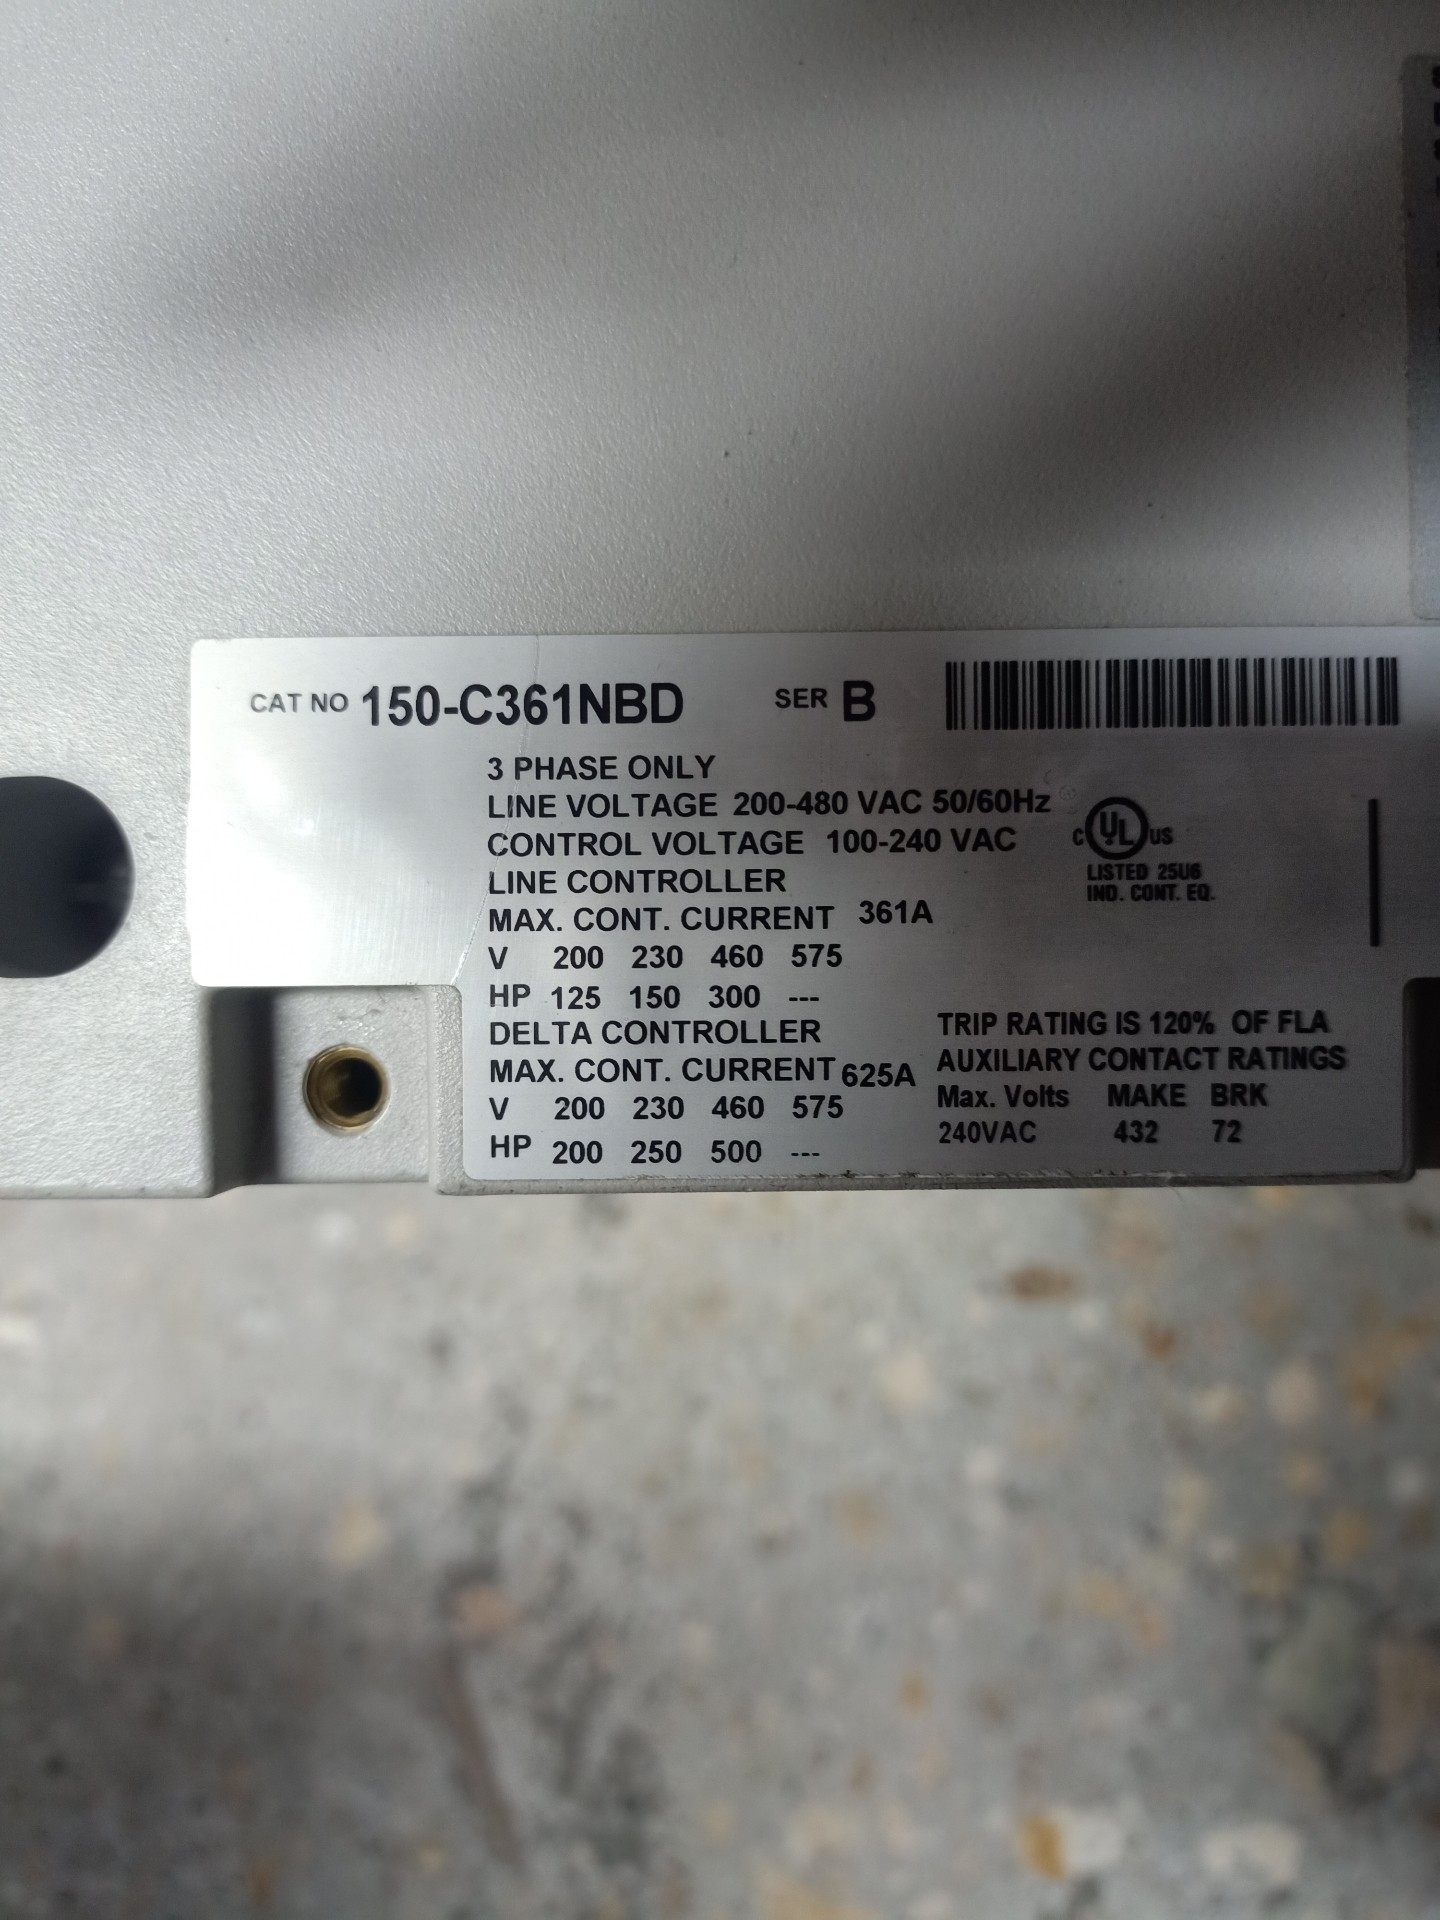 CAT NO 150-C361NBD SER B
3 PHASE ONLY
LINE VOLTAGE 200-480 VAC 50/60Hz
CONTROL VOLTAGE 100-240 VAC
LINE CONTROLLER
MAX. CONT. CURRENT 361A
V 200 230 460 575
HP 125 150 300 ---
DELTA CONTROLLER
MAX. CONT. CURRENT 625A
V 200 230 460 575
HP 200 250 500 ---
C UL US
LISTED 25U6
IND. CONT. EQ.
TRIP RATING IS 120% OF FLA
AUXILIARY CONTACT RATINGS
Max. Volts MAKE BRK
240VAC 432 72